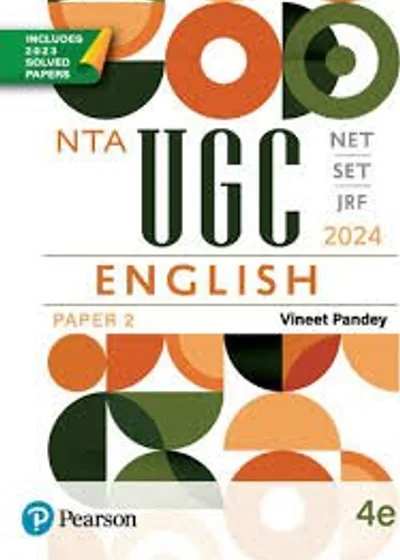 INCLUDES
2023
SOLVED
PAPERS
NTA
UGC
NET
SET
JRF
2024
ENGLISH
PAPER 2
Vineet Pandey
P
Pearson
4e